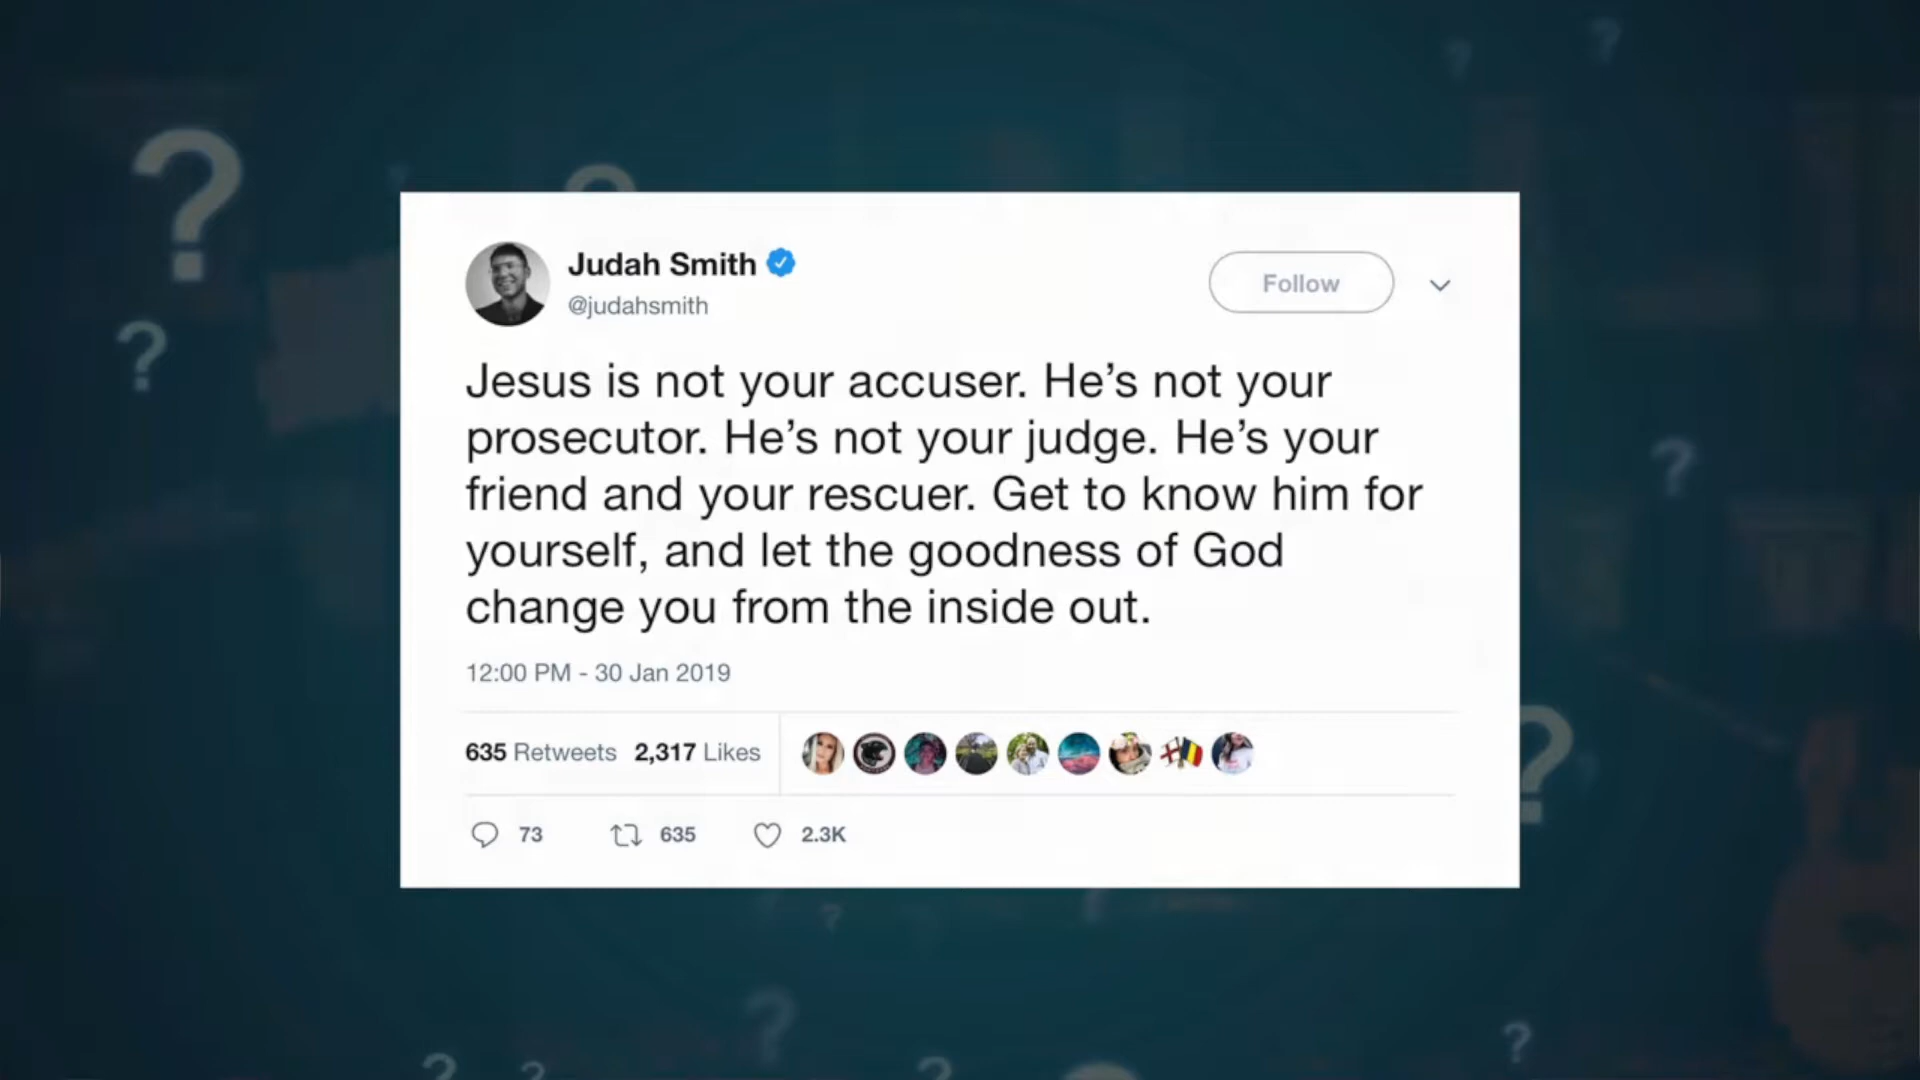 Judah Smith
@judahsmith
Follow
Jesus is not your accuser. He’s not your
prosecutor. He’s not your judge. He’s your
friend and your rescuer. Get to know him for
yourself, and let the goodness of God
change you from the inside out.
12:00 PM - 30 Jan 2019
635 Retweets 2,317 Likes
73 635 2.3K